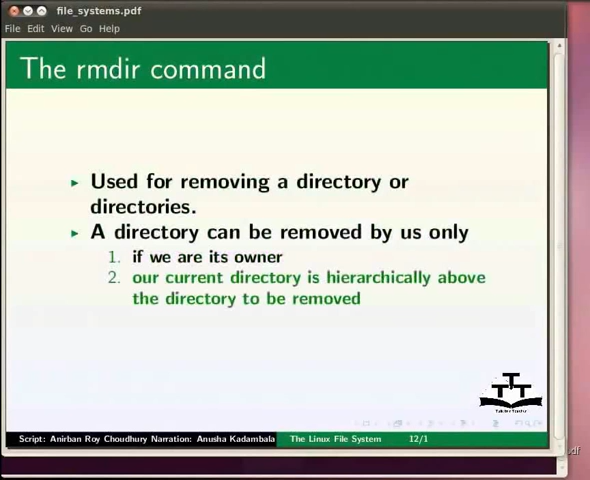 file_systems.pdf
File Edit View Go Help
The rmdir command
Used for removing a directory or
directories.
A directory can be removed by us only
1. if we are its owner
2. our current directory is hierarchically above
the directory to be removed
Script: Anirban Roy Choudhury Narration: Anusha Kadambala The Linux File System 12/1